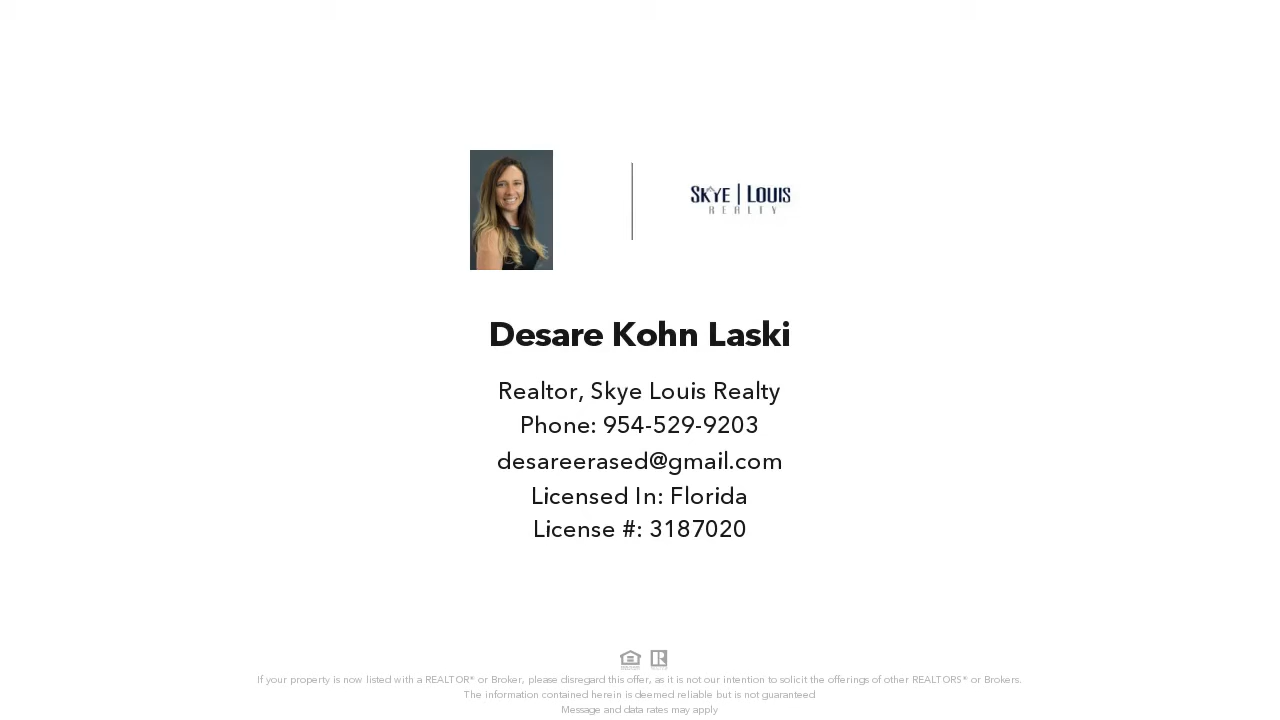 SKYE | LOUIS
REALTY
Desare Kohn Laski
Realtor, Skye Louis Realty
Phone: 954-529-9203
desareerased@gmail.com
Licensed In: Florida
License #: 3187020
If your property is now listed with a REALTOR® or Broker, please disregard this offer, as it is not our intention to solicit the offerings of other REALTORS® or Brokers.
The information contained herein is deemed reliable but is not guaranteed
Message and data rates may apply